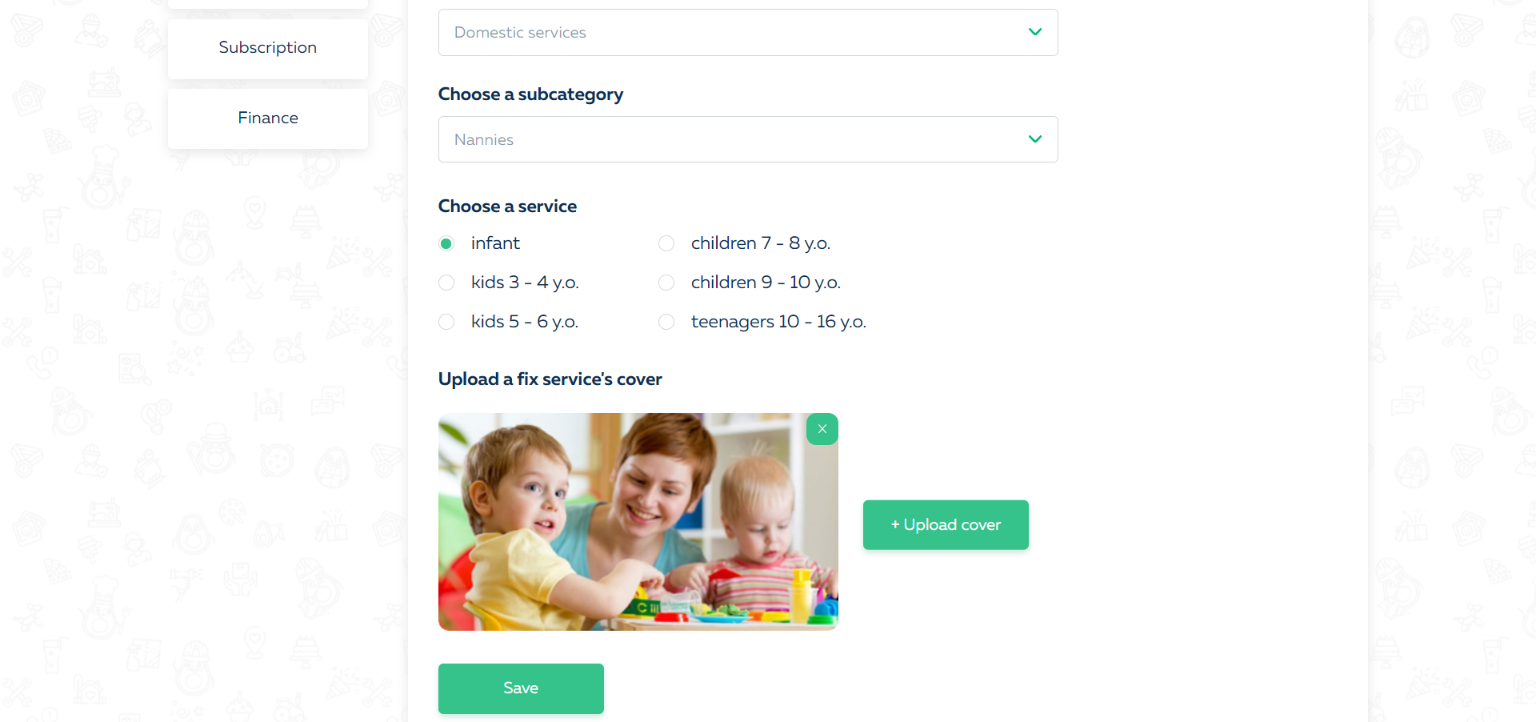 Subscription
Finance
Domestic services
Choose a subcategory
Nannies
Choose a service
infant
children 7 - 8 y.o.
kids 3 - 4 y.o.
children 9 - 10 y.o.
kids 5 - 6 y.o.
teenagers 10 - 16 y.o.
Upload a fix service's cover
+ Upload cover
Save